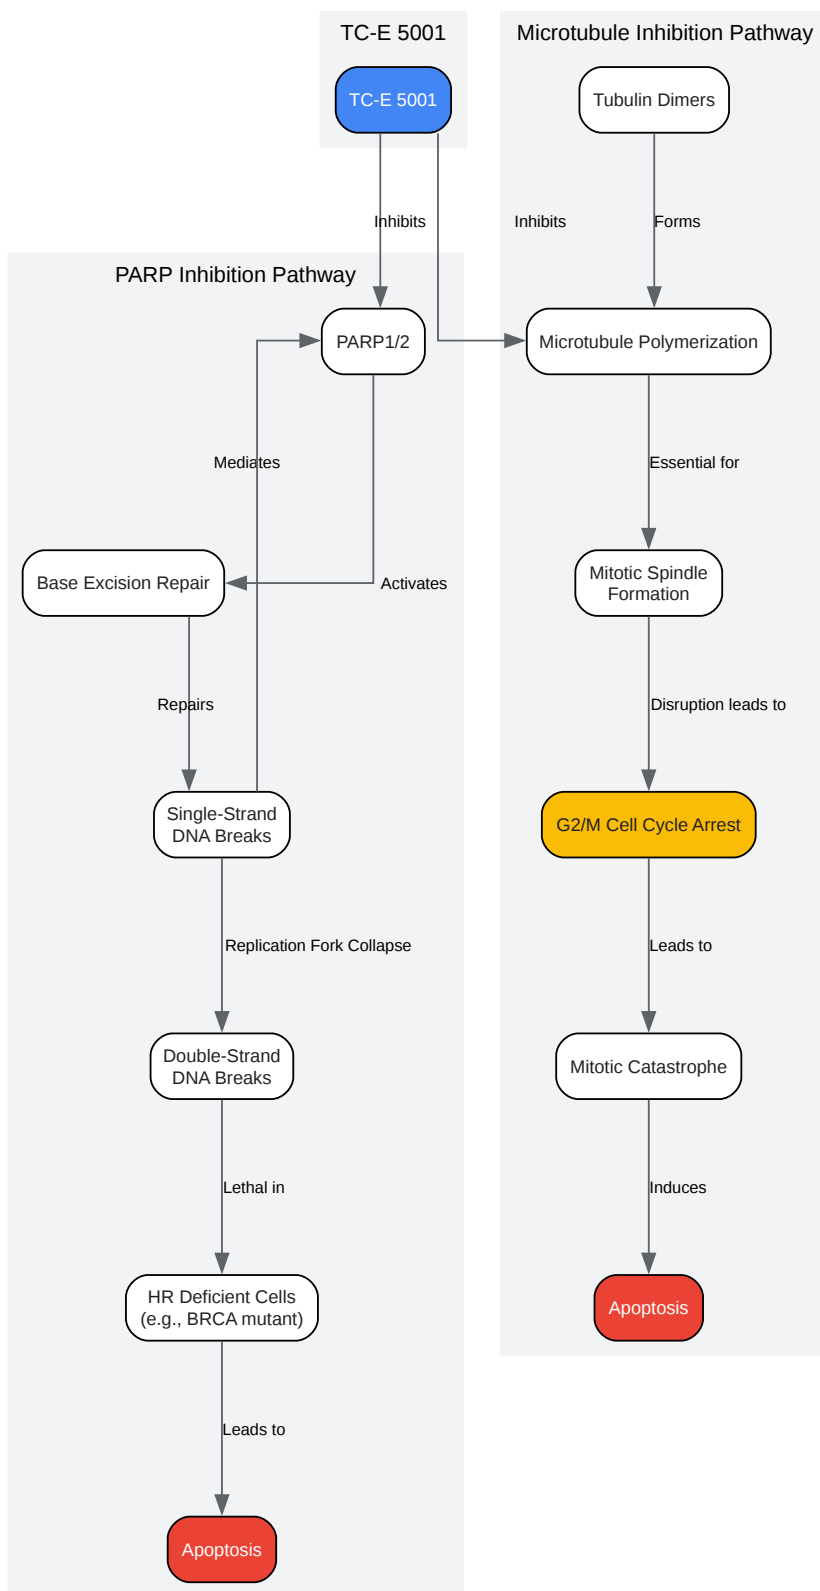 TC-E 5001
Microtubule Inhibition Pathway
TC-E 5001
Tubulin Dimers
Inhibits
Inhibits
Forms
PARP Inhibition Pathway
PARP1/2
Microtubule Polymerization
Mediates
Essential for
Base Excision Repair
Activates
Mitotic Spindle
Formation
Repairs
Disruption leads to
Single-Strand
DNA Breaks
G2/M Cell Cycle Arrest
Replication Fork Collapse
Leads to
Double-Strand
DNA Breaks
Mitotic Catastrophe
Lethal in
Induces
HR Deficient Cells
(e.g., BRCA mutant)
Apoptosis
Leads to
Apoptosis